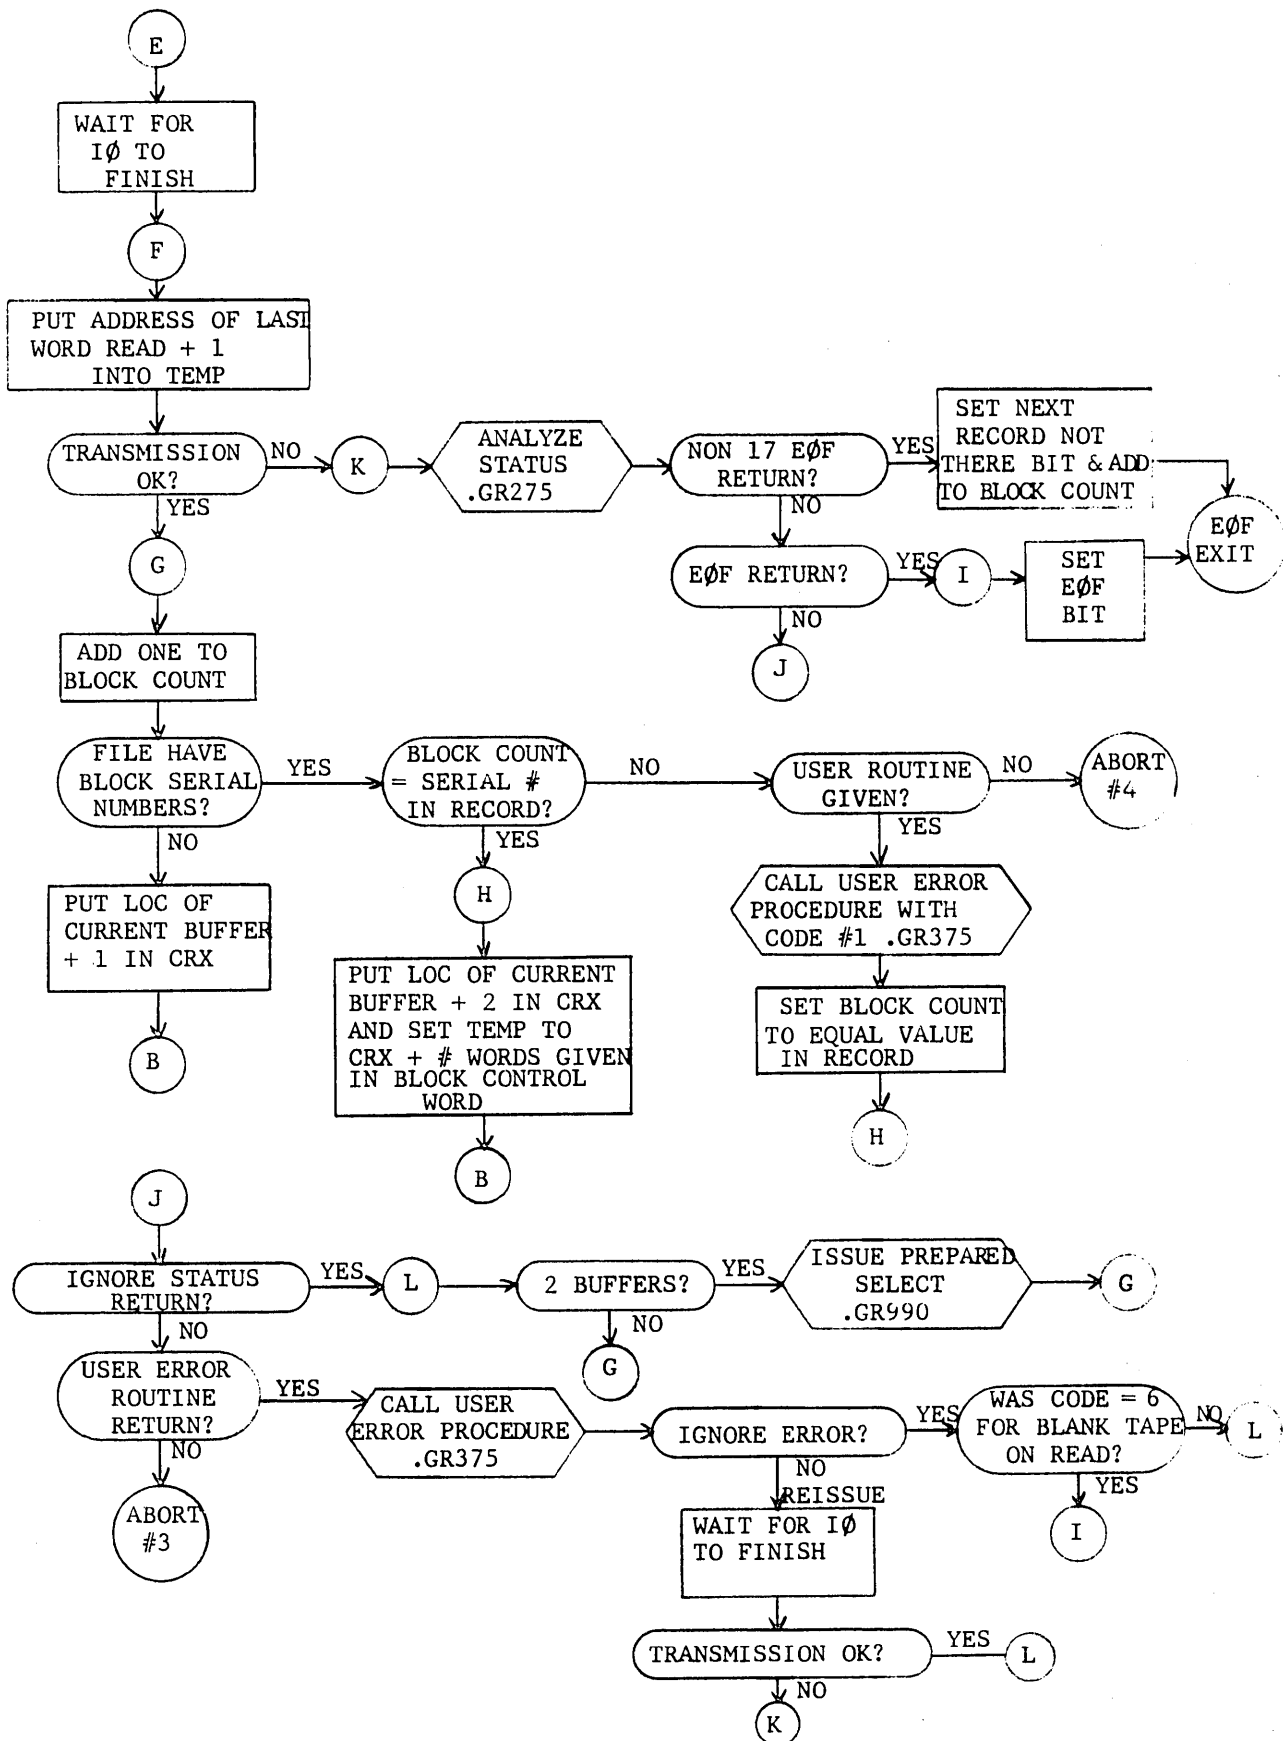 E
WAIT FOR
IØ TO
FINISH
F
PUT ADDRESS OF LAST
WORD READ + 1
INTO TEMP
TRANSMISSION
OK?
NO
K
ANALYZE
STATUS
.GR275
NON 17 EØF
RETURN?
YES
SET NEXT
RECORD NOT
THERE BIT & ADD
TO BLOCK COUNT
EØF
EXIT
YES
NO
G
EØF RETURN?
YES
I
SET
EØF
BIT
NO
J
ADD ONE TO
BLOCK COUNT
FILE HAVE
BLOCK SERIAL
NUMBERS?
YES
BLOCK COUNT
= SERIAL #
IN RECORD?
NO
USER ROUTINE
GIVEN?
NO
ABORT
#4
NO
YES
YES
PUT LOC OF
CURRENT BUFFER
+ 1 IN CRX
B
H
PUT LOC OF CURRENT
BUFFER + 2 IN CRX
AND SET TEMP TO
CRX + # WORDS GIVEN
IN BLOCK CONTROL
WORD
B
CALL USER ERROR
PROCEDURE WITH
CODE #1 .GR375
SET BLOCK COUNT
TO EQUAL VALUE
IN RECORD
H
J
IGNORE STATUS
RETURN?
YES
L
2 BUFFERS?
YES
ISSUE PREPARED
SELECT
.GR990
G
NO
NO
G
USER ERROR
ROUTINE
RETURN?
YES
CALL USER
ERROR PROCEDURE
.GR375
IGNORE ERROR?
YES
WAS CODE = 6
FOR BLANK TAPE
ON READ?
NO
L
NO
ABORT
#3
NO
REISSUE
YES
I
WAIT FOR IØ
TO FINISH
TRANSMISSION OK?
YES
L
NO
K